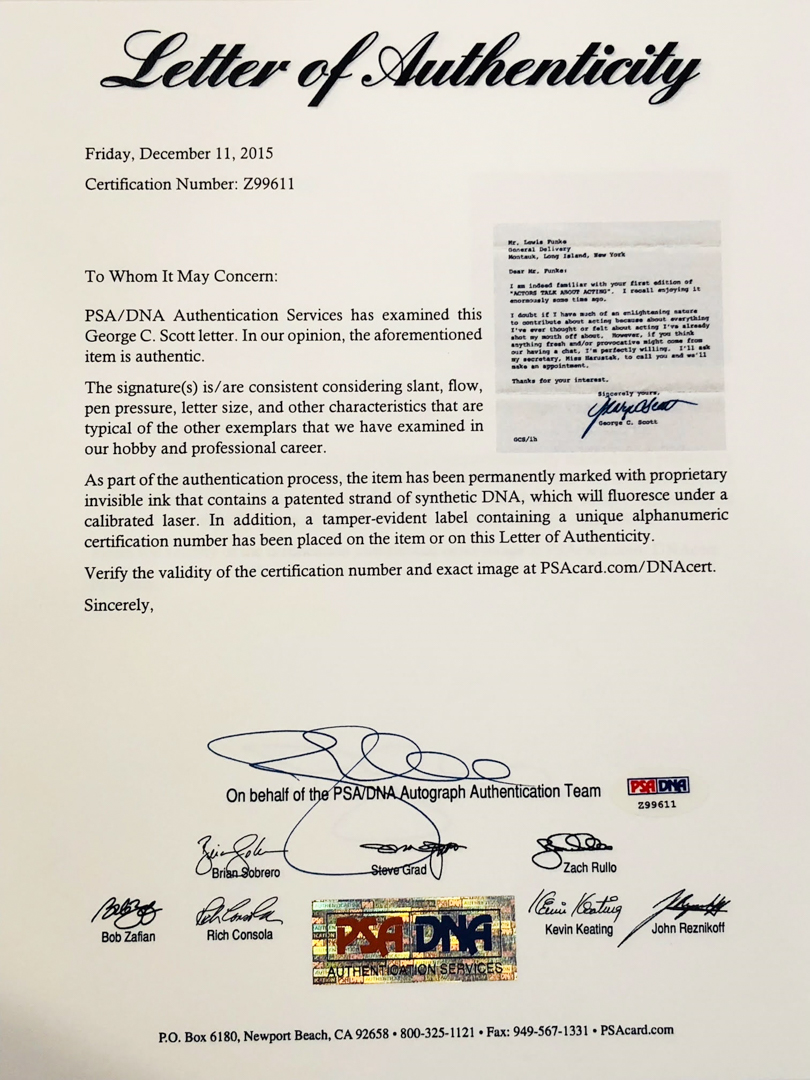 Letter of Authenticity
Friday, December 11, 2015
Certification Number: Z99611
To Whom It May Concern:
PSA/DNA Authentication Services has examined this
George C. Scott letter. In our opinion, the aforementioned
item is authentic.
The signature(s) is/are consistent considering slant, flow,
pen pressure, letter size, and other characteristics that are
typical of the other exemplars that we have examined in
our hobby and professional career.
Mr. Lewis Funke
General Delivery
Montauk, Long Island, New York
Dear Mr. Funke:
I am indeed familiar with your first edition of
"ACTORS TALK ABOUT ACTING". I recall enjoying it
enormously some time ago.
I doubt if I have much of an enlightening nature
to contribute about acting because about everything
I've ever thought or felt about acting I've already
shot my mouth off about. However, if you think
anything fresh and/or provocative might come from
our having a chat, I'm perfectly willing. I'll ask
my secretary, Miss Harustak, to call you and we'll
make an appointment.
Thanks for your interest.
Sincerely yours,
George C. Scott
GCS/lh
As part of the authentication process, the item has been permanently marked with proprietary
invisible ink that contains a patented strand of synthetic DNA, which will fluoresce under a
calibrated laser. In addition, a tamper-evident label containing a unique alphanumeric
certification number has been placed on the item or on this Letter of Authenticity.
Verify the validity of the certification number and exact image at PSAcard.com/DNAcert.
Sincerely,
On behalf of the PSA/DNA Autograph Authentication Team
PSA DNA
Z99611
Brian Sobrero
Steve Grad
Zach Rullo
Bob Zafian
Rich Consola
Kevin Keating
John Reznikoff
PSA DNA
AUTHENTICATION SERVICES
P.O. Box 6180, Newport Beach, CA 92658 • 800-325-1121 • Fax: 949-567-1331 • PSAcard.com